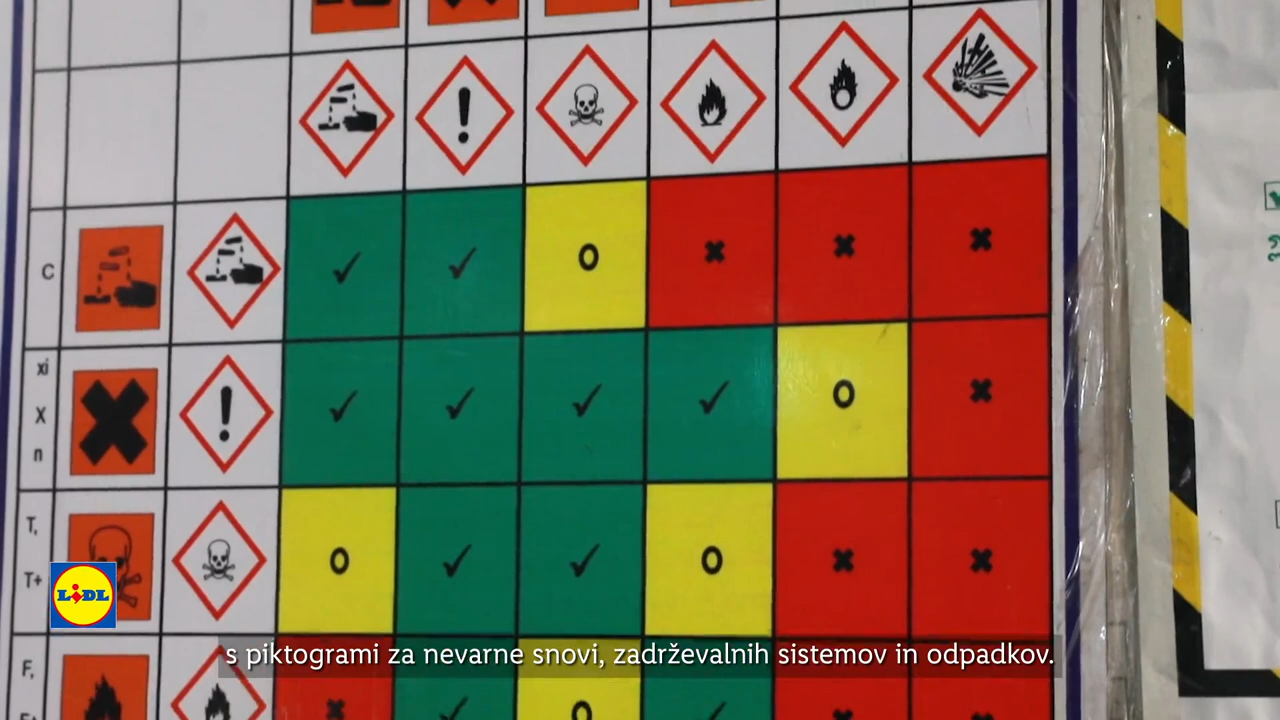 C
xi
X
n
T,
T+
F,
LIDL
s piktogrami za nevarne snovi, zadrževalnih sistemov in odpadkov.